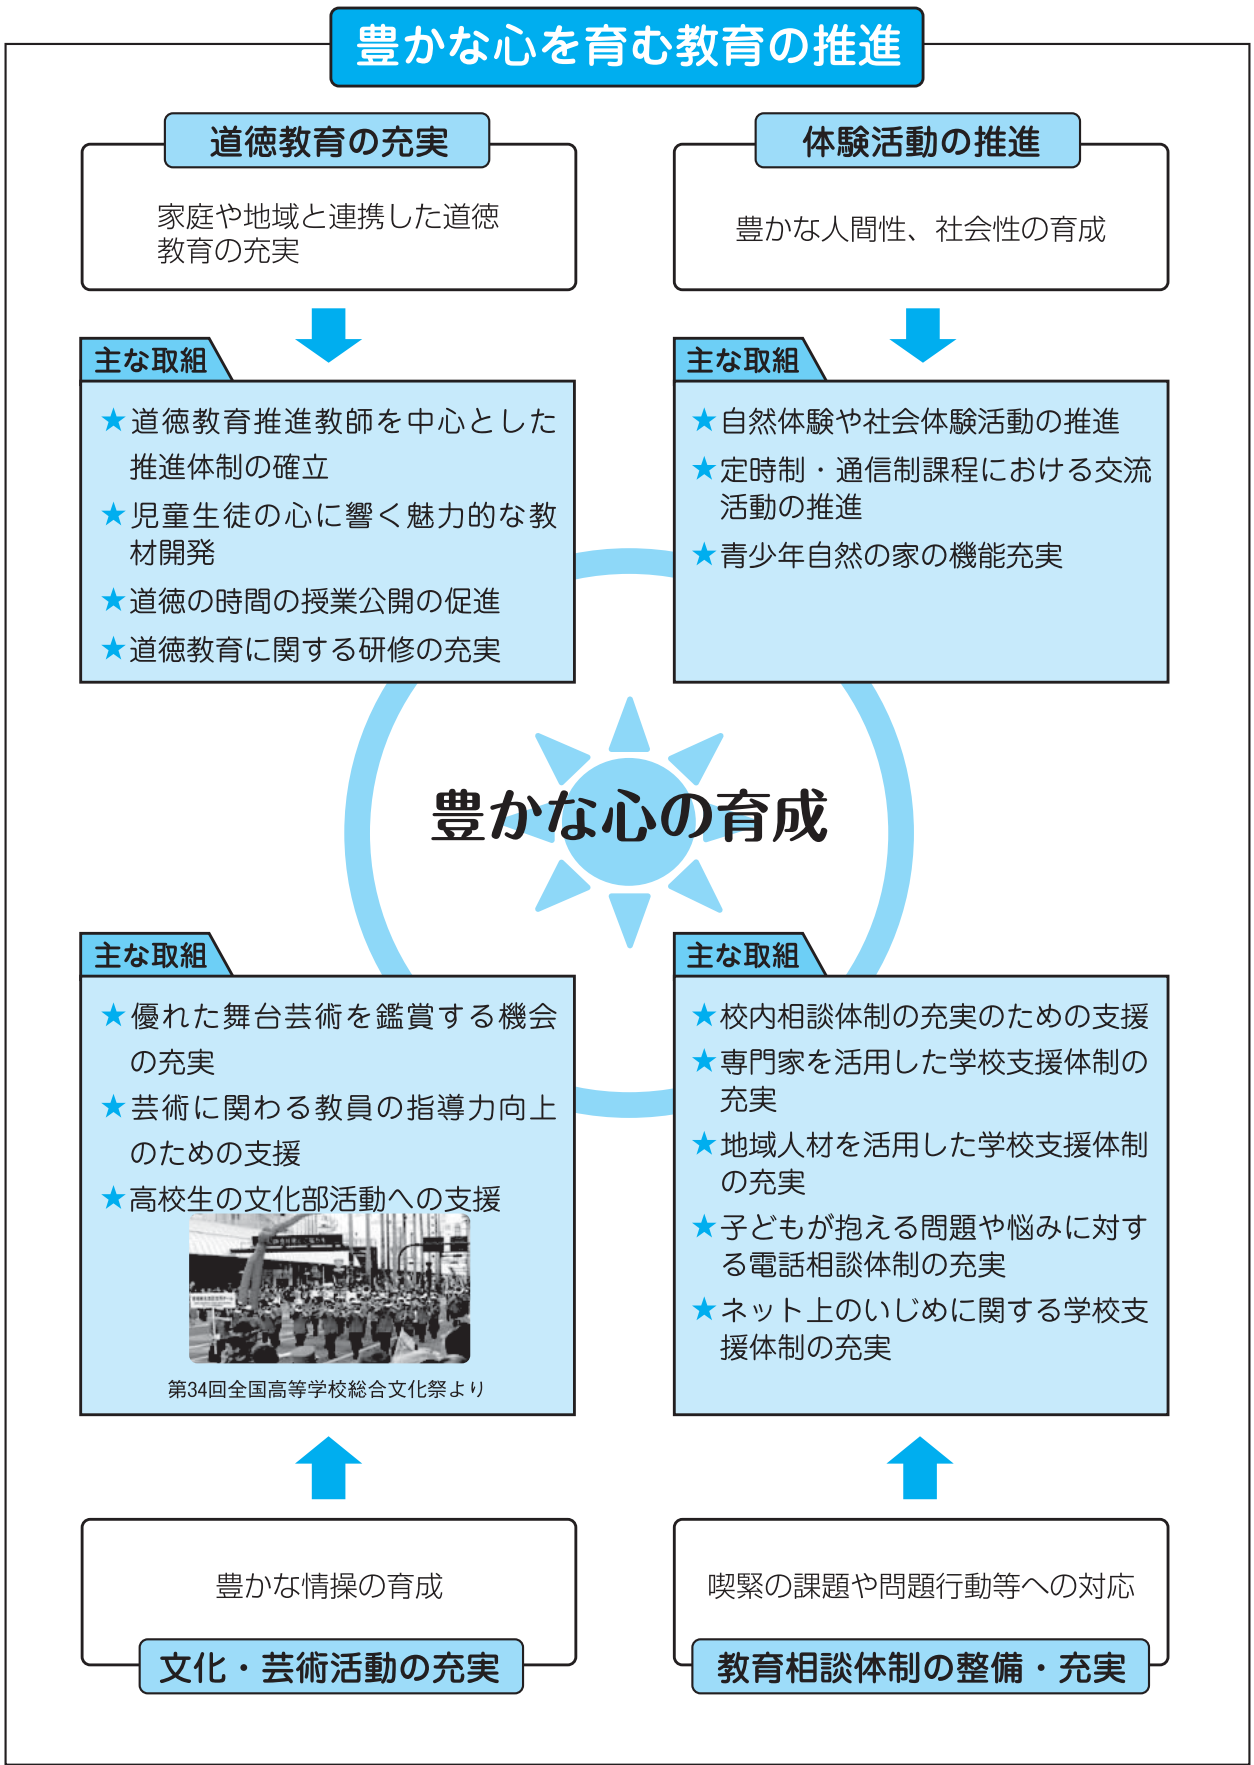 豊かな心を育む教育の推進
道徳教育の充実
家庭や地域と連携した道徳
教育の充実
主な取組
★道徳教育推進教師を中心とした
推進体制の確立
★児童生徒の心に響く魅力的な教
材開発
★道徳の時間の授業公開の促進
★道徳教育に関する研修の充実
体験活動の推進
豊かな人間性、社会性の育成
主な取組
★自然体験や社会体験活動の推進
★定時制・通信制課程における交流
活動の推進
★青少年自然の家の機能充実
豊かな心の育成
主な取組
★優れた舞台芸術を鑑賞する機会
の充実
★芸術に関わる教員の指導力向上
のための支援
★高校生の文化部活動への支援
第34回全国高等学校総合文化祭より
豊かな情操の育成
文化・芸術活動の充実
主な取組
★校内相談体制の充実のための支援
★専門家を活用した学校支援体制の
充実
★地域人材を活用した学校支援体制
の充実
★子どもが抱える問題や悩みに対す
る電話相談体制の充実
★ネット上のいじめに関する学校支
援体制の充実
喫緊の課題や問題行動等への対応
教育相談体制の整備・充実